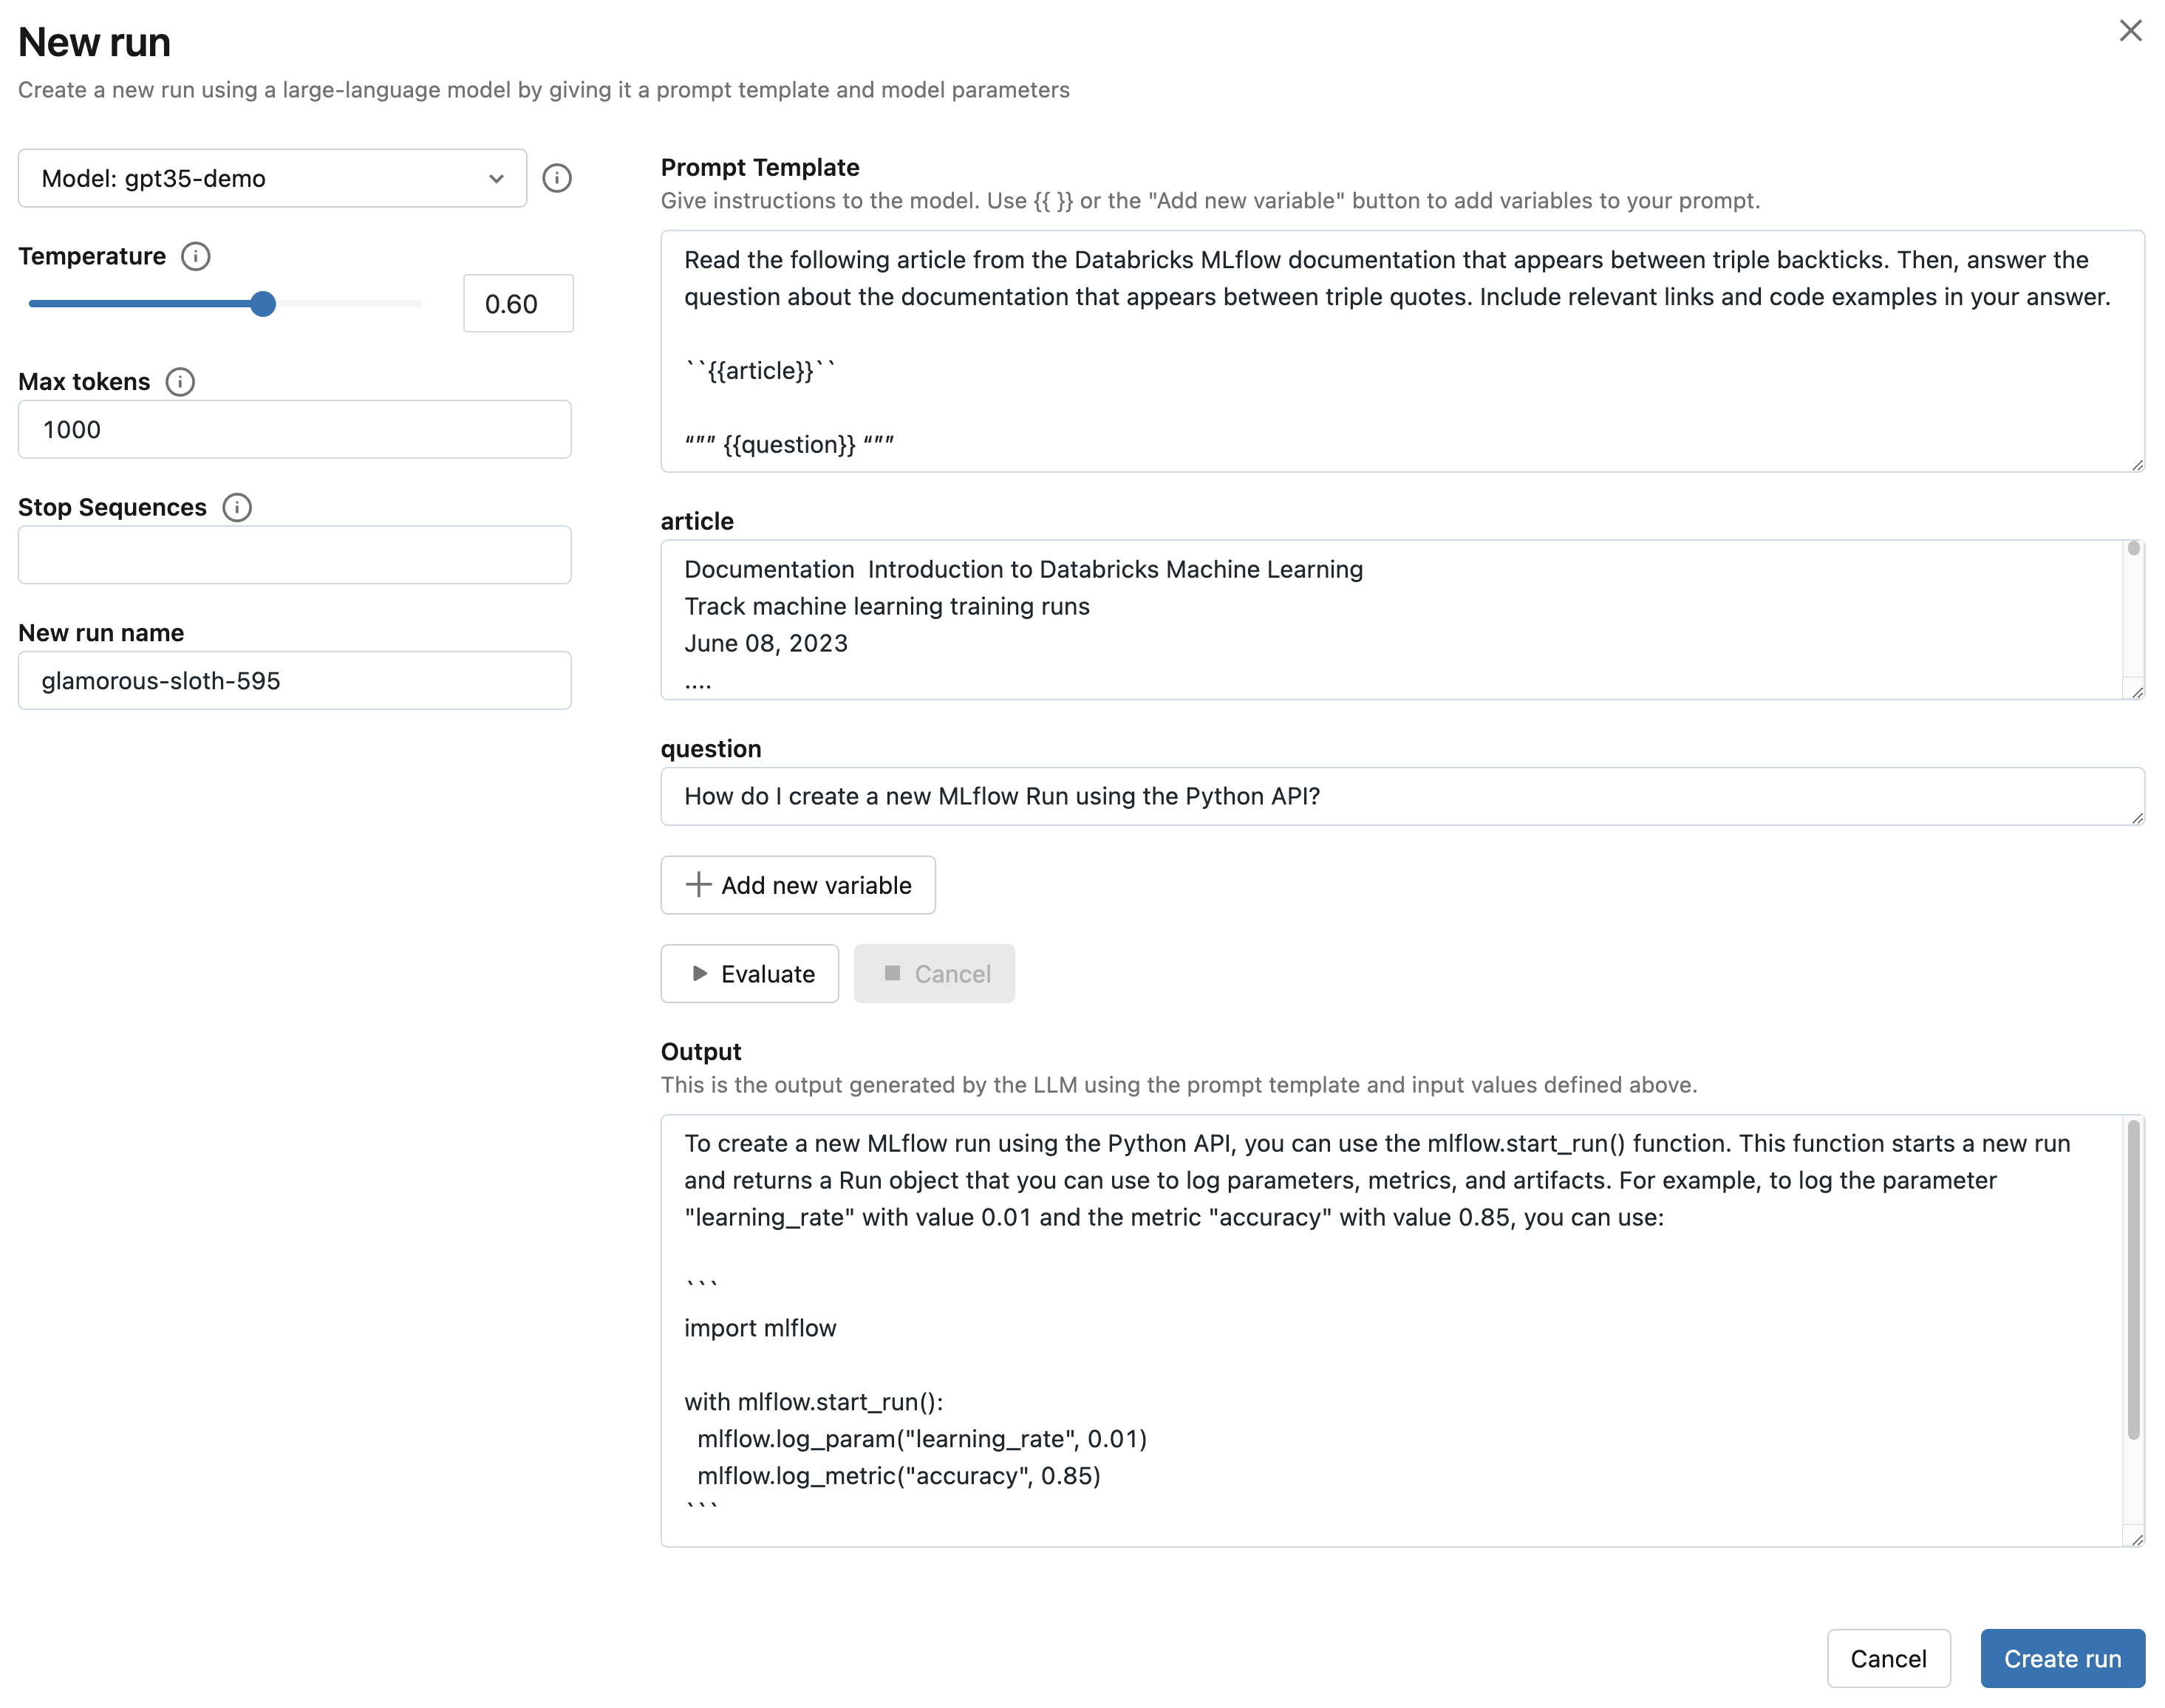 New run
Create a new run using a large-language model by giving it a prompt template and model parameters
Model: gpt35-demo
Temperature
0.60
Max tokens
1000
Stop Sequences
New run name
glamorous-sloth-595
Prompt Template
Give instructions to the model. Use {{ }} or the "Add new variable" button to add variables to your prompt.
Read the following article from the Databricks MLflow documentation that appears between triple backticks. Then, answer the
question about the documentation that appears between triple quotes. Include relevant links and code examples in your answer.
``{{article}}``
“”” {{question}} “””
article
Documentation  Introduction to Databricks Machine Learning
Track machine learning training runs
June 08, 2023
....
question
How do I create a new MLflow Run using the Python API?
Add new variable
Evaluate
Cancel
Output
This is the output generated by the LLM using the prompt template and input values defined above.
To create a new MLflow run using the Python API, you can use the mlflow.start_run() function. This function starts a new run
and returns a Run object that you can use to log parameters, metrics, and artifacts. For example, to log the parameter
"learning_rate" with value 0.01 and the metric "accuracy" with value 0.85, you can use:
```
import mlflow
with mlflow.start_run():
  mlflow.log_param("learning_rate", 0.01)
  mlflow.log_metric("accuracy", 0.85)
```
Cancel
Create run